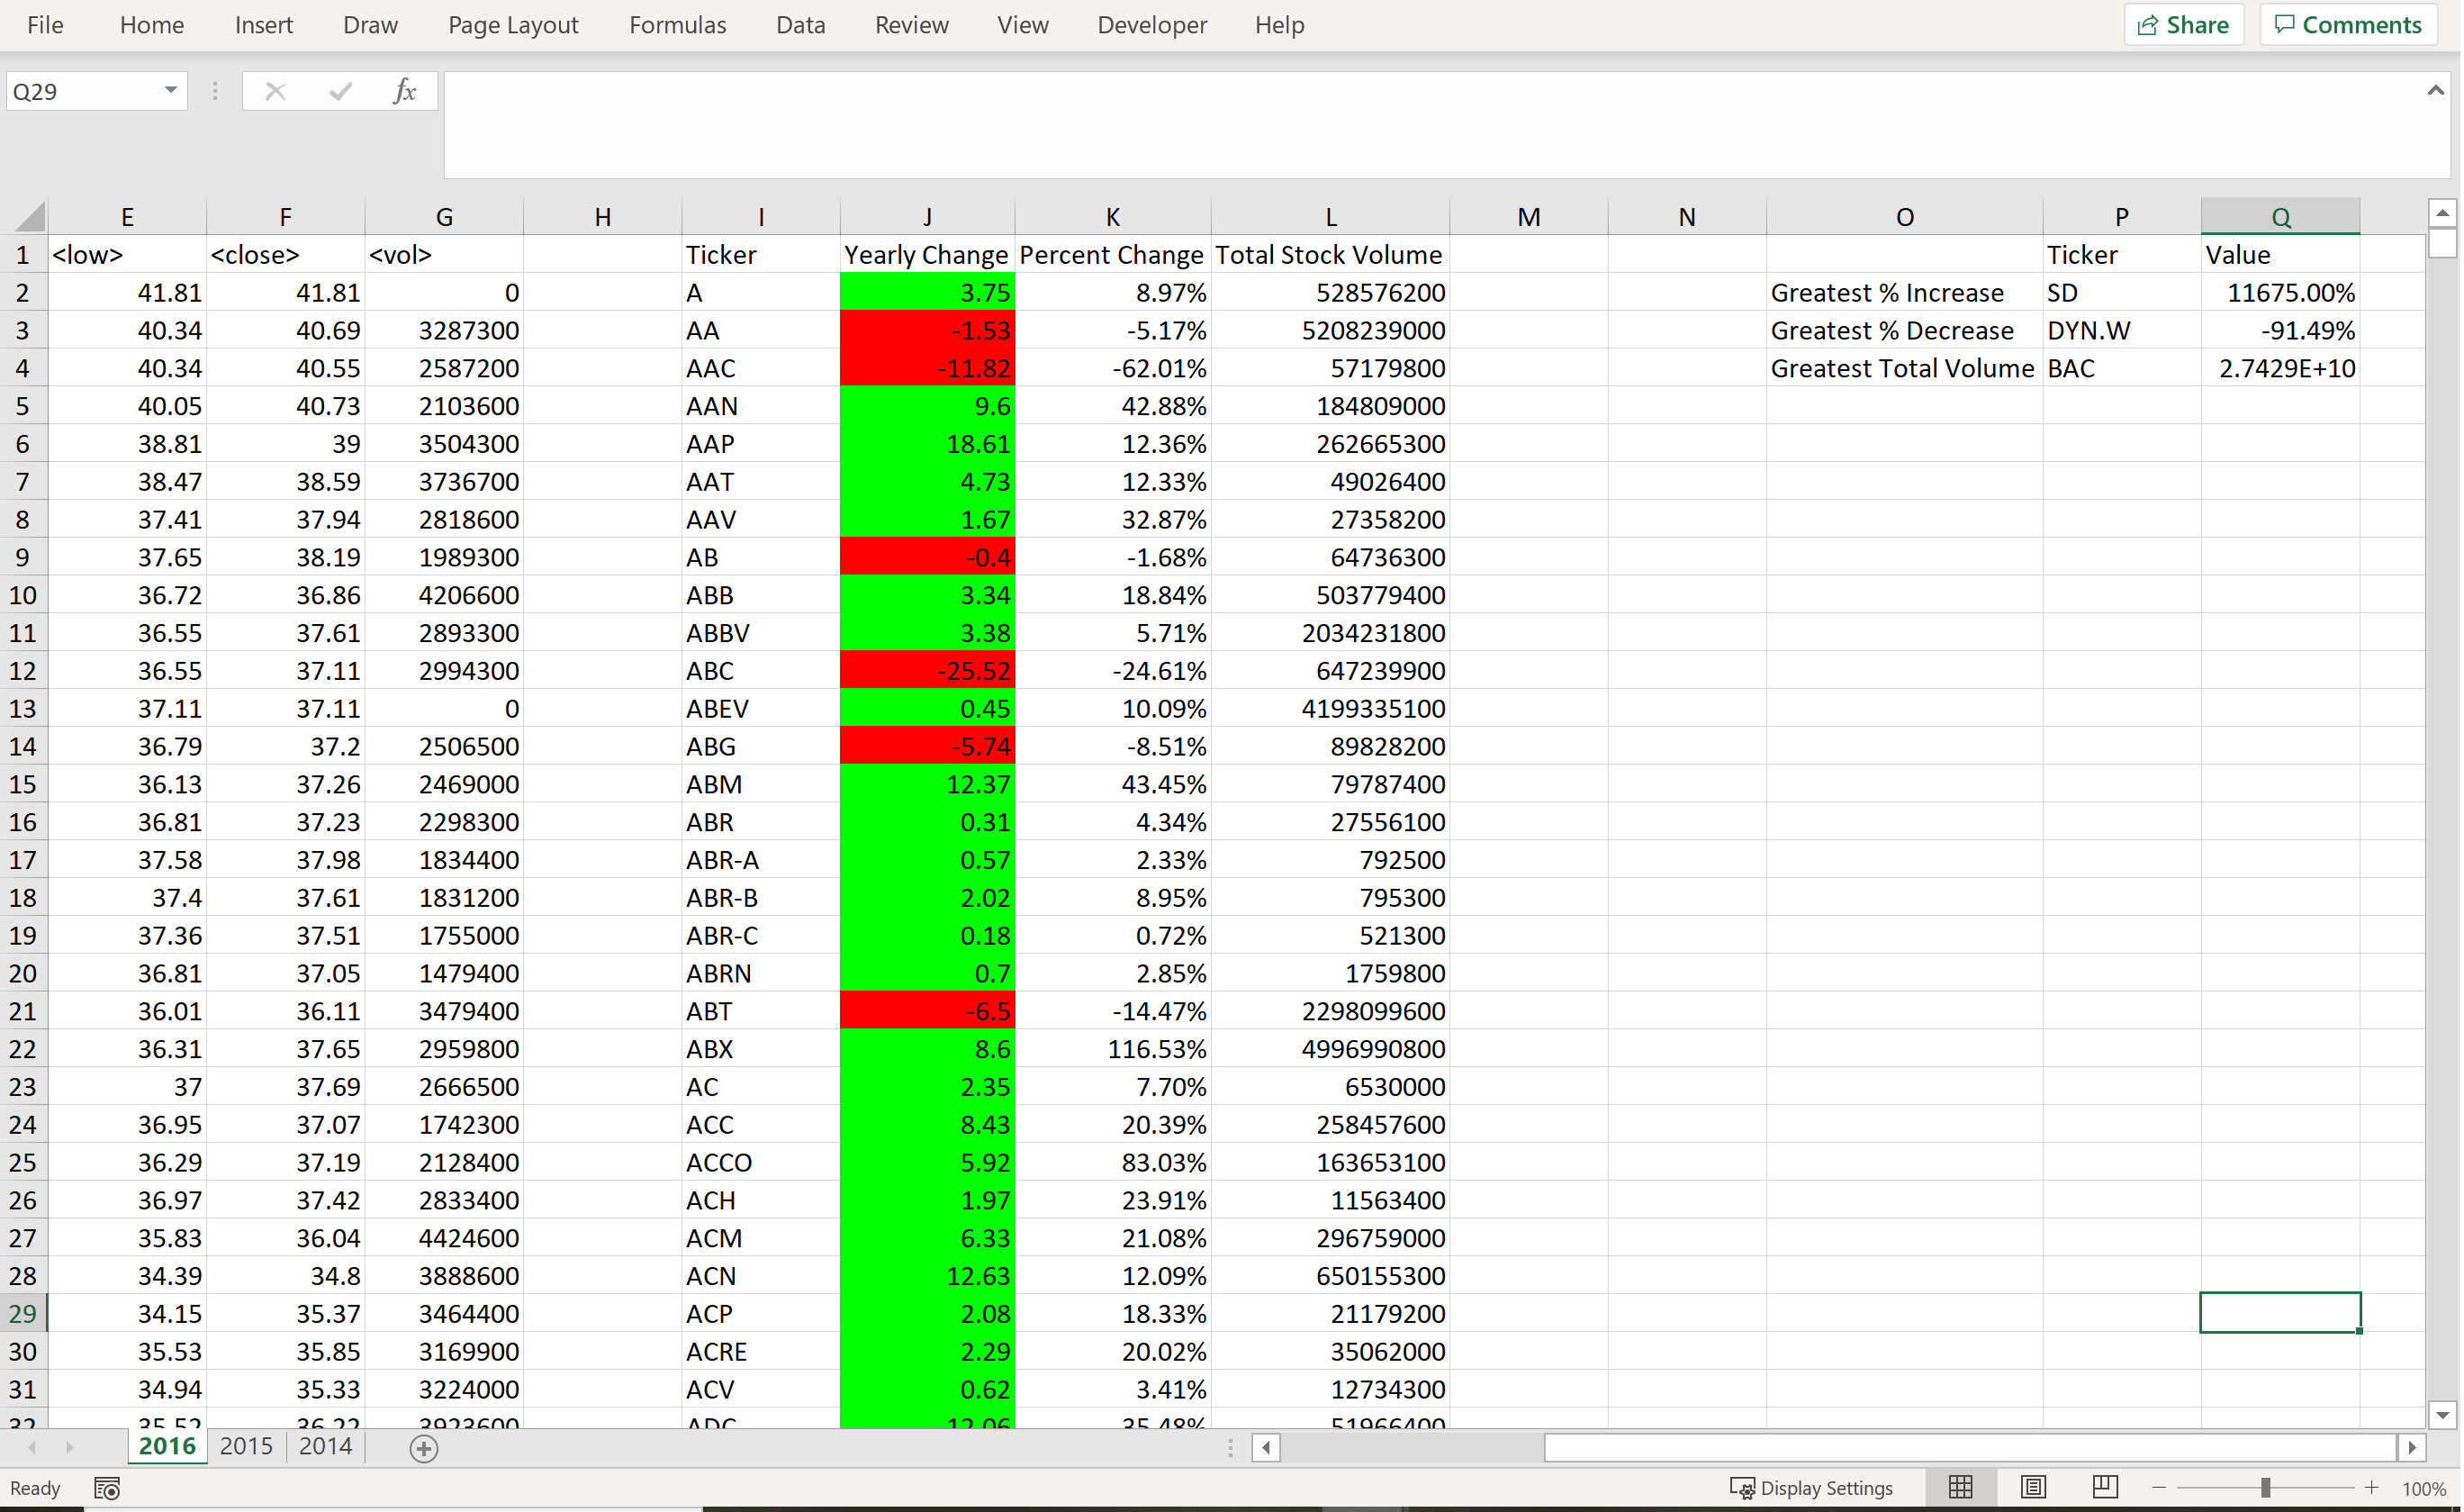 File Home Insert Draw Page Layout Formulas Data Review View Developer Help Share Comments
Q29 fx
E F G H I J K L M N O P Q
1 <low> <close> <vol> Ticker Yearly Change Percent Change Total Stock Volume Ticker Value
2 41.81 41.81 0 A 3.75 8.97% 528576200 Greatest % Increase SD 11675.00%
3 40.34 40.69 3287300 AA -1.53 -5.17% 5208239000 Greatest % Decrease DYN.W -91.49%
4 40.34 40.55 2587200 AAC -11.82 -62.01% 57179800 Greatest Total Volume BAC 2.7429E+10
5 40.05 40.73 2103600 AAN 9.6 42.88% 184809000
6 38.81 39 3504300 AAP 18.61 12.36% 262665300
7 38.47 38.59 3736700 AAT 4.73 12.33% 49026400
8 37.41 37.94 2818600 AAV 1.67 32.87% 27358200
9 37.65 38.19 1989300 AB -0.4 -1.68% 64736300
10 36.72 36.86 4206600 ABB 3.34 18.84% 503779400
11 36.55 37.61 2893300 ABBV 3.38 5.71% 2034231800
12 36.55 37.11 2994300 ABC -25.52 -24.61% 647239900
13 37.11 37.11 0 ABEV 0.45 10.09% 4199335100
14 36.79 37.2 2506500 ABG -5.74 -8.51% 89828200
15 36.13 37.26 2469000 ABM 12.37 43.45% 79787400
16 36.81 37.23 2298300 ABR 0.31 4.34% 27556100
17 37.58 37.98 1834400 ABR-A 0.57 2.33% 792500
18 37.4 37.61 1831200 ABR-B 2.02 8.95% 795300
19 37.36 37.51 1755000 ABR-C 0.18 0.72% 521300
20 36.81 37.05 1479400 ABRN 0.7 2.85% 1759800
21 36.01 36.11 3479400 ABT -6.5 -14.47% 2298099600
22 36.31 37.65 2959800 ABX 8.6 116.53% 4996990800
23 37 37.69 2666500 AC 2.35 7.70% 6530000
24 36.95 37.07 1742300 ACC 8.43 20.39% 258457600
25 36.29 37.19 2128400 ACCO 5.92 83.03% 163653100
26 36.97 37.42 2833400 ACH 1.97 23.91% 11563400
27 35.83 36.04 4424600 ACM 6.33 21.08% 296759000
28 34.39 34.8 3888600 ACN 12.63 12.09% 650155300
29 34.15 35.37 3464400 ACP 2.08 18.33% 21179200
30 35.53 35.85 3169900 ACRE 2.29 20.02% 35062000
31 34.94 35.33 3224000 ACV 0.62 3.41% 12734300
32 35.52 36.22 3923600 ADC 12.06 35.48% 51966400
2016 2015 2014
Ready Display Settings 100%